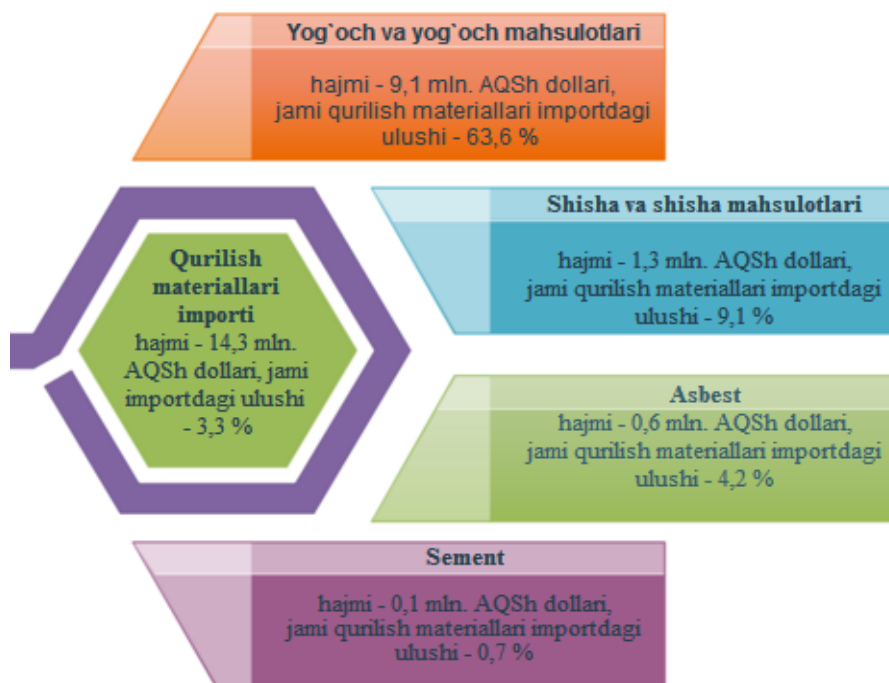 Yog`och va yog`och mahsulotlari
hajmi - 9,1 mln. AQSh dollari,
jami qurilish materiallari importdagi
ulushi - 63,6 %
Shisha va shisha mahsulotlari
hajmi - 1,3 mln. AQSh dollari,
jami qurilish materiallari importdagi
ulushi - 9,1 %
Qurilish
materiallari
importi
hajmi - 14,3 mln.
AQSh dollari, jami
importdagi ulushi
- 3,3 %
Asbest
hajmi - 0,6 mln. AQSh dollari,
jami qurilish materiallari importdagi
ulushi - 4,2 %
Sement
hajmi - 0,1 mln. AQSh dollari,
jami qurilish materiallari importdagi
ulushi - 0,7 %